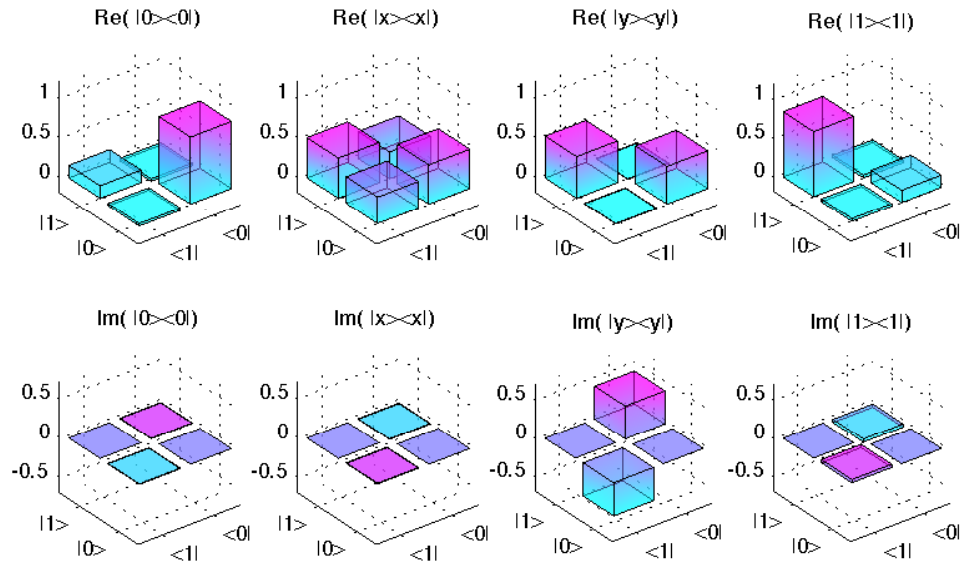 Re( |0><0|) Re( |x><x|) Re( |y><y|) Re( |1><1|)
1 1 1 1
0.5 0.5 0.5 0.5
0 0 0 0
|1> <0| |1> <0| |1> <0| |1> <0|
|0> <1| |0> <1| |0> <1| |0> <1|
Im( |0><0|) Im( |x><x|) Im( |y><y|) Im( |1><1|)
0.5 0.5 0.5 0.5
0 0 0 0
-0.5 -0.5 -0.5 -0.5
|1> <0| |1> <0| |1> <0| |1> <0|
|0> <1| |0> <1| |0> <1| |0> <1|